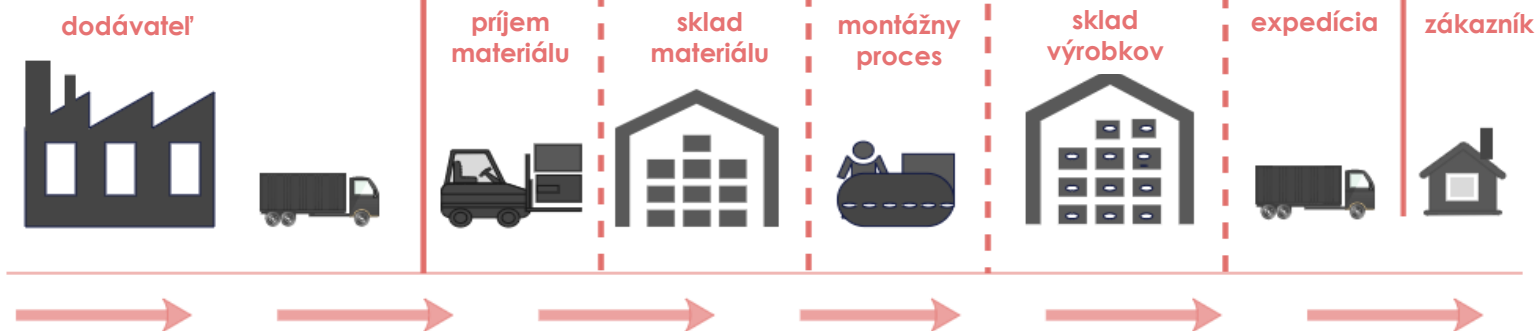 dodávateľ
príjem
materiálu
sklad
materiálu
montážny
proces
sklad
výrobkov
expedícia
zákazník